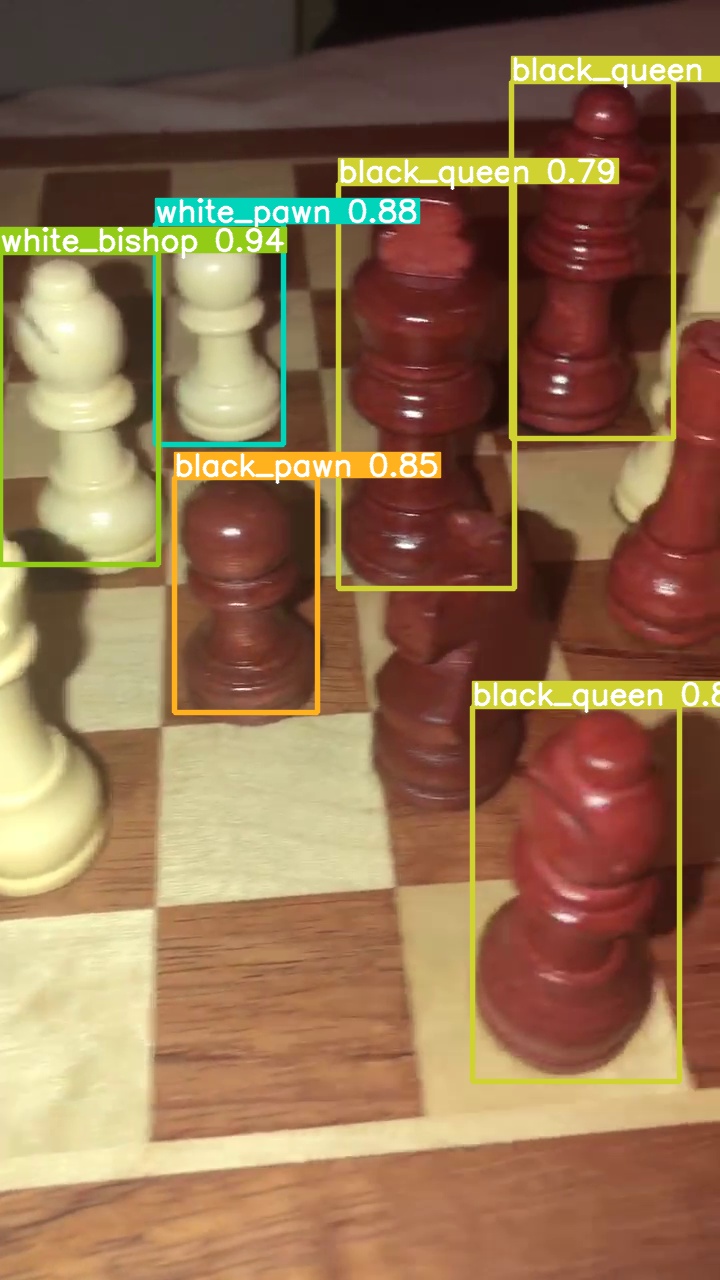 black_queen
black_queen 0.79
white_pawn 0.88
white_bishop 0.94
black_pawn 0.85
black_queen 0.8